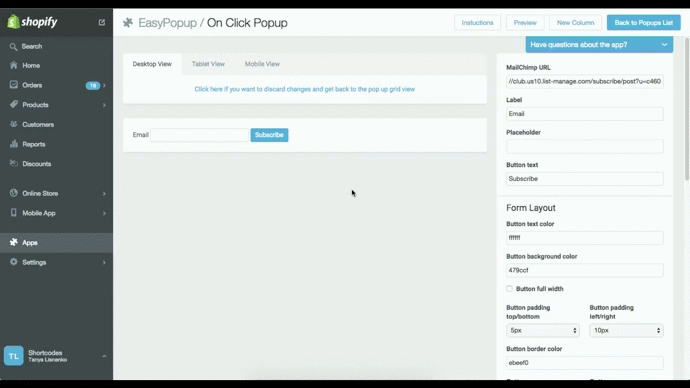 shopify
EasyPopup / On Click Popup
Instuctions
Preview
New Column
Back to Popups List
Have questions about the app?
Search
Home
Orders
16
Products
Customers
Reports
Discounts
Online Store
Mobile App
Apps
Settings
TL
Shortcodes
Tanya Lisnenko
Desktop View
Tablet View
Mobile View
Click here if you want to discard changes and get back to the pop up grid view
Email
Subscribe
MailChimp URL
//club.us10.list-manage.com/subscribe/post?u=c460
Label
Email
Placeholder
Button text
Subscribe
Form Layout
Button text color
ffffff
Button background color
479ccf
Button full width
Button padding
top/bottom
Button padding
left/right
5px
10px
Button border color
ebeef0